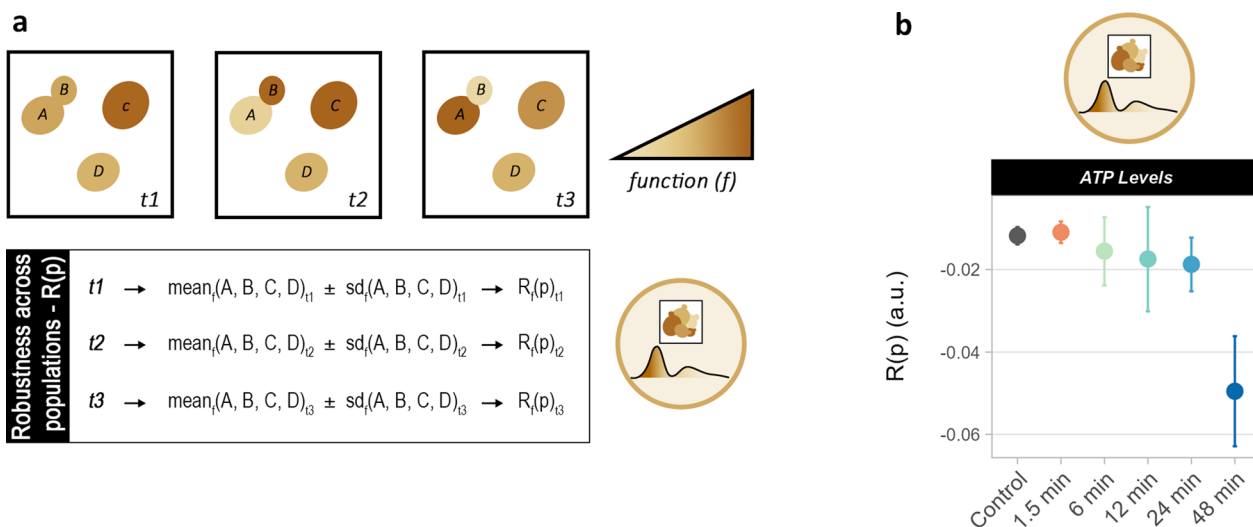 a
A
B
c
D
t1
A
B
C
D
t2
A
B
C
D
t3
function (f)
Robustness across
populations - R(p)
t1 → mean_f(A, B, C, D)_t1 ± sd_f(A, B, C, D)_t1 → R_f(p)_t1
t2 → mean_f(A, B, C, D)_t2 ± sd_f(A, B, C, D)_t2 → R_f(p)_t2
t3 → mean_f(A, B, C, D)_t3 ± sd_f(A, B, C, D)_t3 → R_f(p)_t3
b
ATP Levels
R(p) (a.u.)
-0.02
-0.04
-0.06
Control
1.5 min
6 min
12 min
24 min
48 min